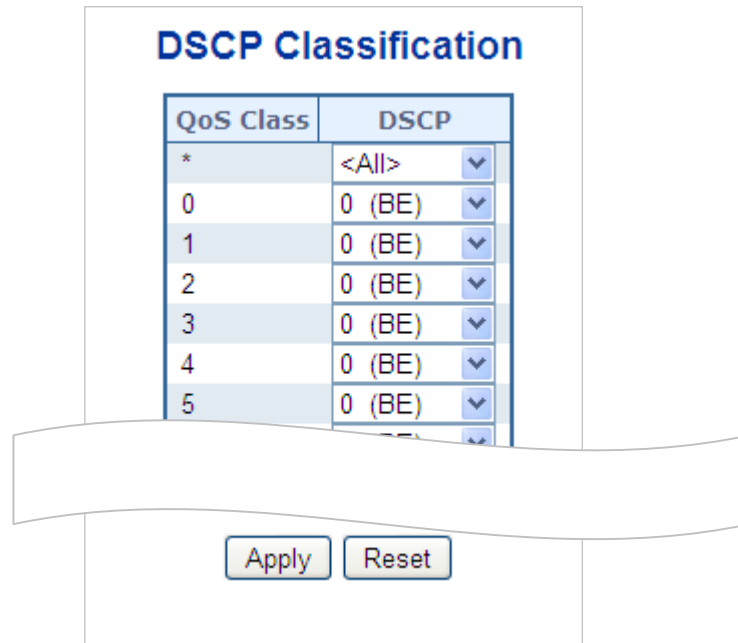 DSCP Classification
QoS Class DSCP
* <All>
0 0 (BE)
1 0 (BE)
2 0 (BE)
3 0 (BE)
4 0 (BE)
5 0 (BE)
Apply Reset